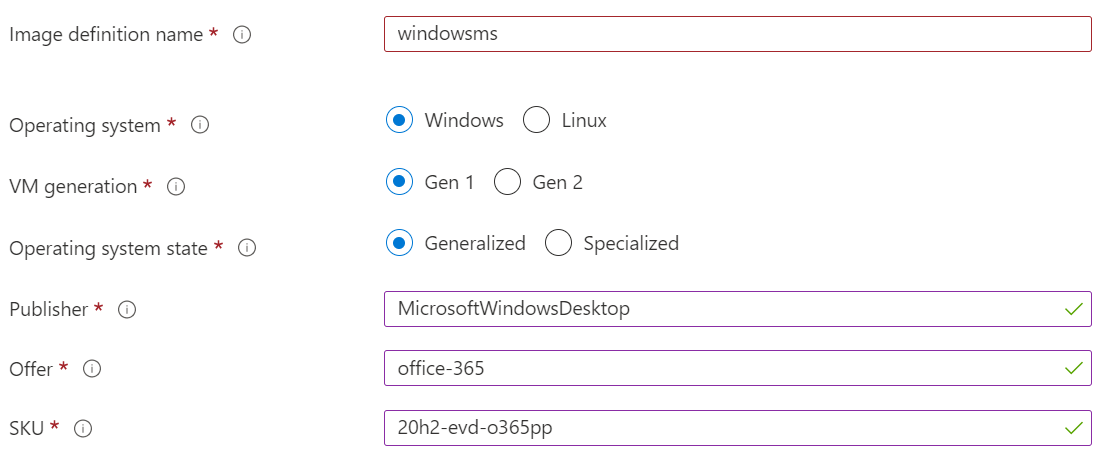 Image definition name * windowsms
Operating system * Windows Linux
VM generation * Gen 1 Gen 2
Operating system state * Generalized Specialized
Publisher * MicrosoftWindowsDesktop
Offer * office-365
SKU * 20h2-evd-o365pp